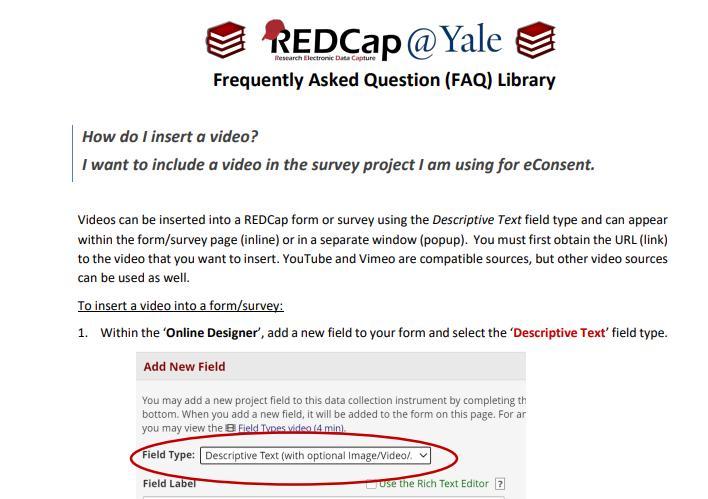 REDCap @ Yale
Research Electronic Data Capture
Frequently Asked Question (FAQ) Library
How do I insert a video?
I want to include a video in the survey project I am using for eConsent.
Videos can be inserted into a REDCap form or survey using the Descriptive Text field type and can appear
within the form/survey page (inline) or in a separate window (popup). You must first obtain the URL (link)
to the video that you want to insert. YouTube and Vimeo are compatible sources, but other video sources
can be used as well.
To insert a video into a form/survey:
1. Within the ‘Online Designer’, add a new field to your form and select the ‘Descriptive Text’ field type.
Add New Field
You may add a new project field to this data collection instrument by completing th
bottom. When you add a new field, it will be added to the form on this page. For ar
you may view the Field Types video (4 min).
Field Type: Descriptive Text (with optional Image/Video/.
Field Label Use the Rich Text Editor ?